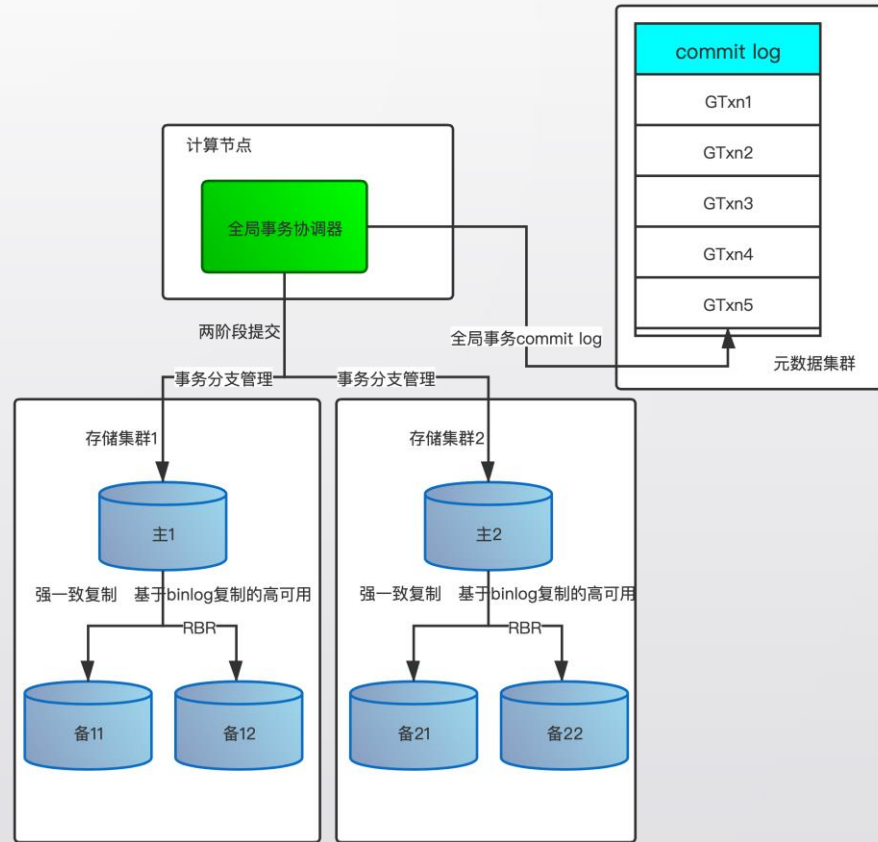 commit log
GTxn1
GTxn2
GTxn3
GTxn4
GTxn5
元数据集群
计算节点
全局事务协调器
两阶段提交
全局事务commit log
事务分支管理
事务分支管理
存储集群1
主1
强一致复制 基于binlog复制的高可用
RBR
备11
备12
存储集群2
主2
强一致复制 基于binlog复制的高可用
RBR
备21
备22